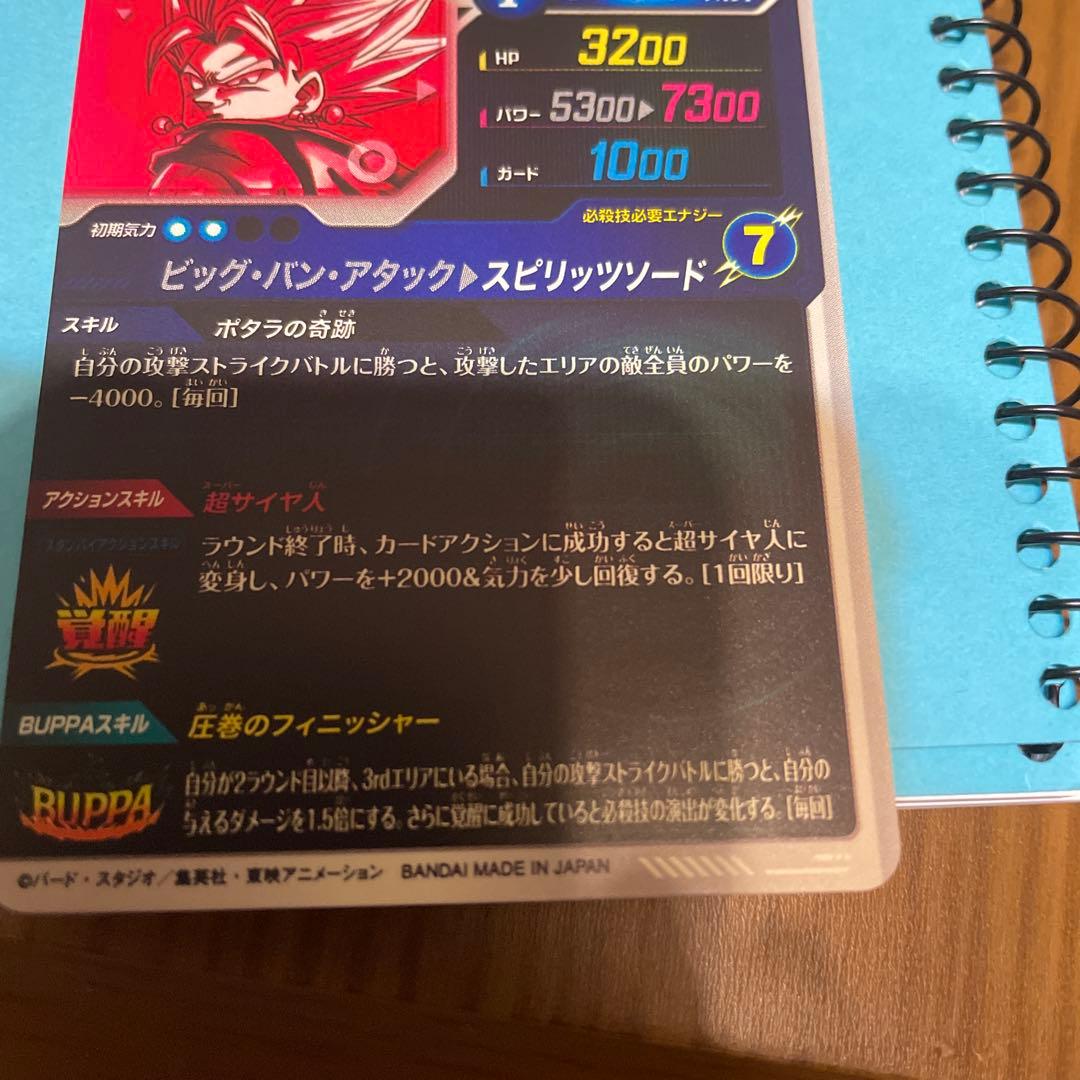 HP 3200
パワー 5300▶7300
ガード 1000
必殺技必要エナジー
初期気力
7
ビッグ・バン・アタック▶スピリッツソード
スキル ポタラの奇跡
自分の攻撃ストライクバトルに勝つと、攻撃したエリアの敵全員のパワーを
-4000。[毎回]
アクションスキル 超サイヤ人
スタンバイアクションスキル
ラウンド終了時、カードアクションに成功すると超サイヤ人に
変身し、パワーを+2000&気力を少し回復する。[1回限り]
覚醒
BUPPAスキル 圧巻のフィニッシャー
自分が2ラウンド目以降、3rdエリアにいる場合、自分の攻撃ストライクバトルに勝つと、自分の
与えるダメージを1.5倍にする。さらに覚醒に成功していると必殺技の演出が変化する。[毎回]
BUPPA
©バード・スタジオ／集英社・東映アニメーション BANDAI MADE IN JAPAN